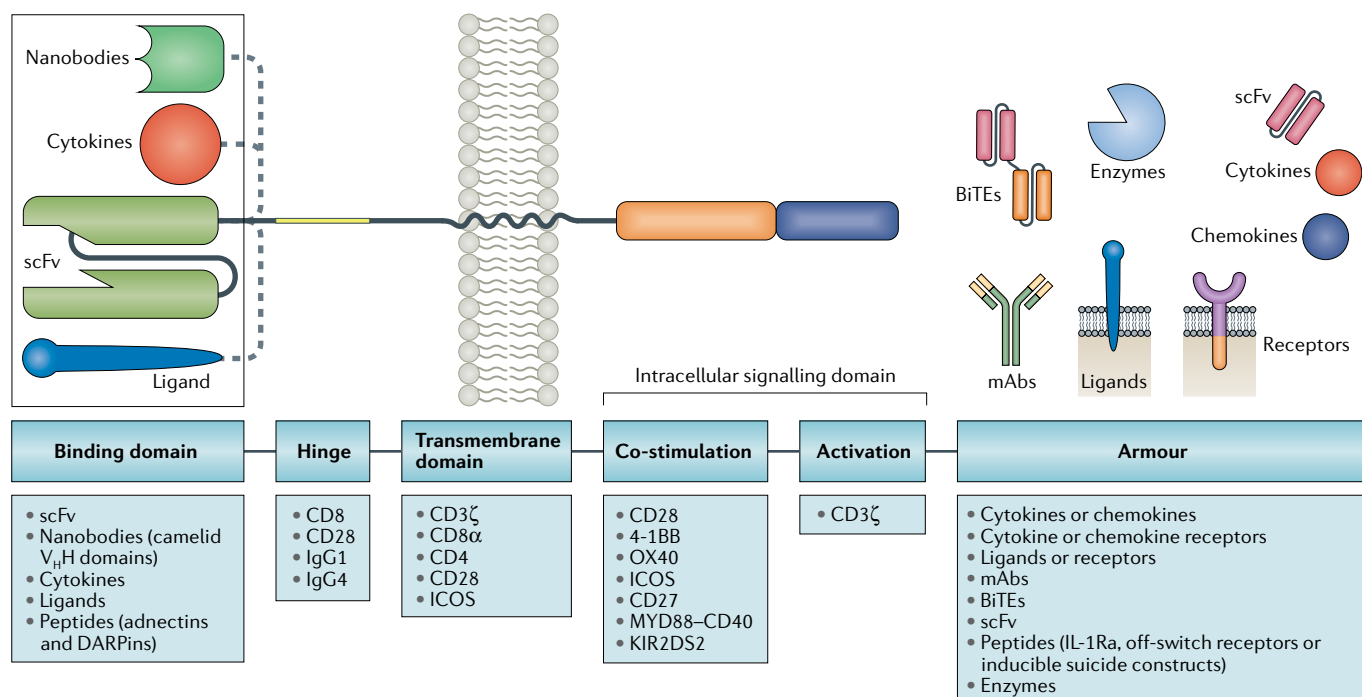 Nanobodies
Cytokines
scFv
Ligand
BiTEs
Enzymes
scFv
Cytokines
Chemokines
mAbs
Ligands
Receptors
Intracellular signalling domain
Binding domain
Hinge
Transmembrane
domain
Co-stimulation
Activation
Armour
• scFv
• Nanobodies (camelid
VHH domains)
• Cytokines
• Ligands
• Peptides (adnectins
and DARPins)
• CD8
• CD28
• IgG1
• IgG4
• CD3ζ
• CD8α
• CD4
• CD28
• ICOS
• CD28
• 4-1BB
• OX40
• ICOS
• CD27
• MYD88–CD40
• KIR2DS2
• CD3ζ
• Cytokines or chemokines
• Cytokine or chemokine receptors
• Ligands or receptors
• mAbs
• BiTEs
• scFv
• Peptides (IL-1Ra, off-switch receptors or
inducible suicide constructs)
• Enzymes